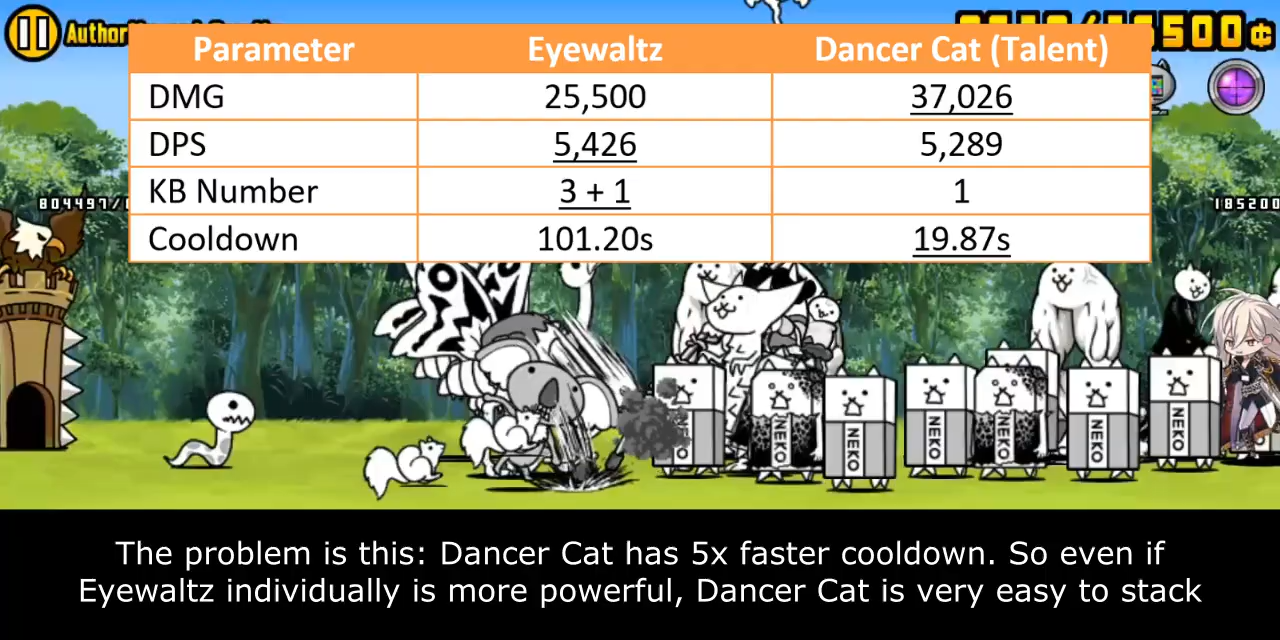 Parameter Eyewaltz Dancer Cat (Talent)
DMG 25,500 37,026
DPS 5,426 5,289
KB Number 3 + 1 1
Cooldown 101.20s 19.87s
NEKO
NEKO
NEKO
NEKO
NEKO
NEKO
The problem is this: Dancer Cat has 5x faster cooldown. So even if
Eyewaltz individually is more powerful, Dancer Cat is very easy to stack